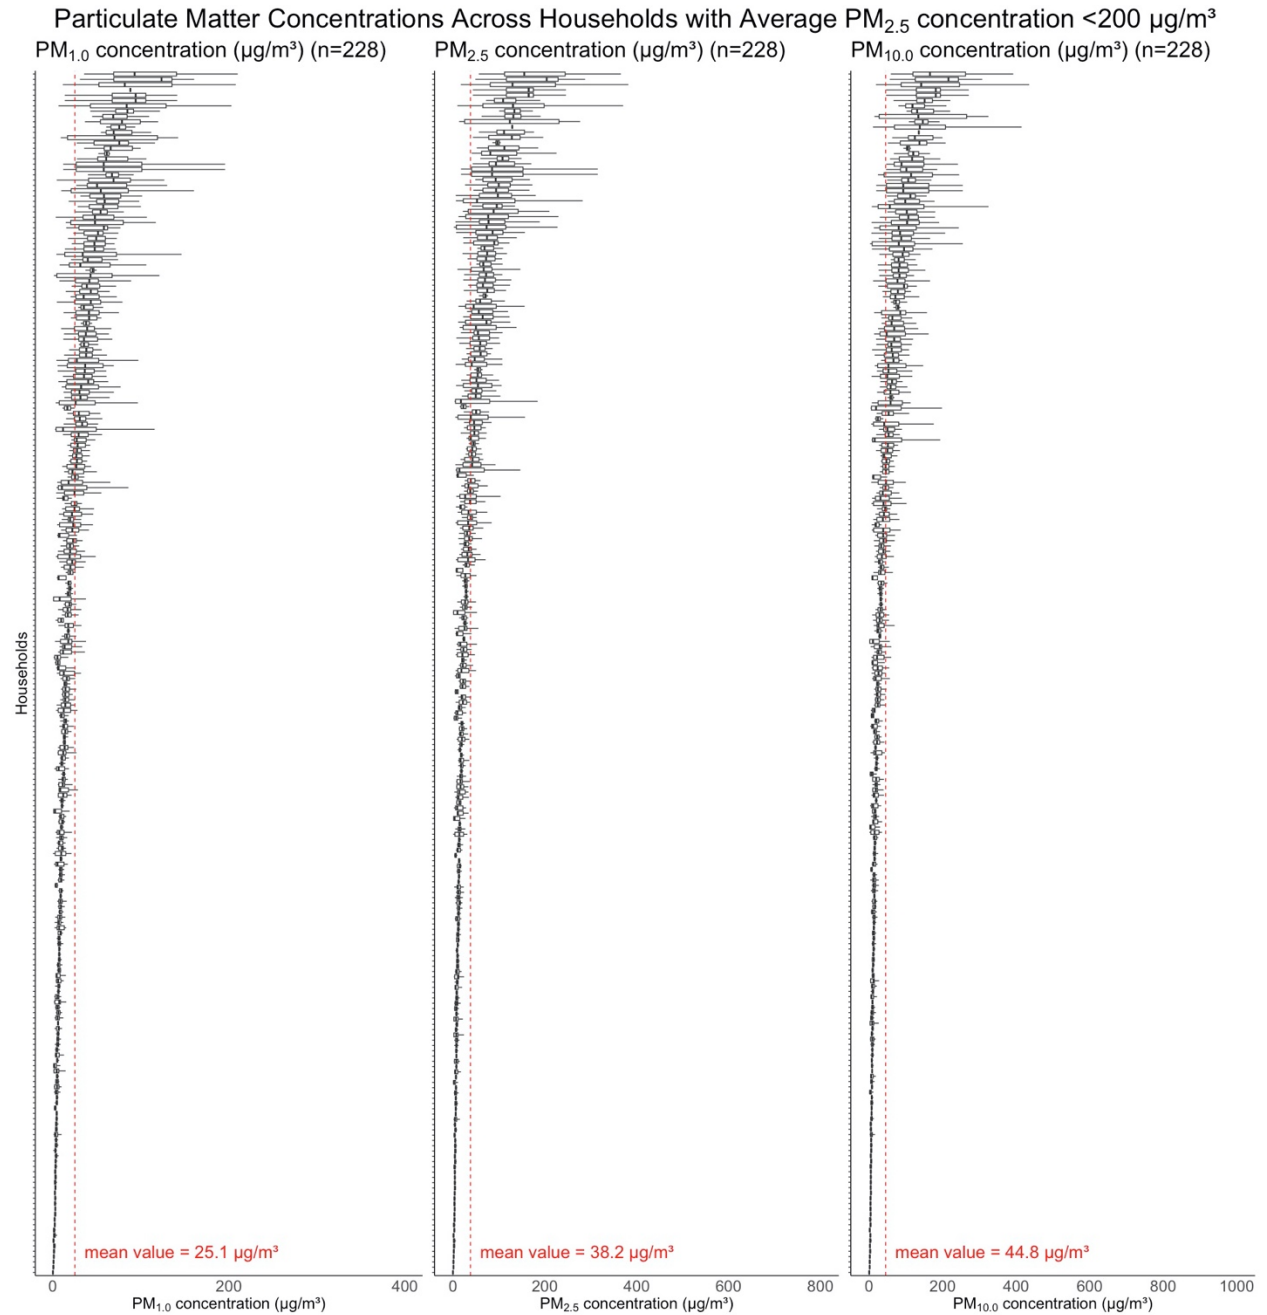 Particulate Matter Concentrations Across Households with Average PM₂.₅ concentration <200 µg/m³
PM₁.₀ concentration (µg/m³) (n=228)
PM₂.₅ concentration (µg/m³) (n=228)
PM₁₀.₀ concentration (µg/m³) (n=228)
Households
mean value = 25.1 µg/m³
mean value = 38.2 µg/m³
mean value = 44.8 µg/m³
0 200 400
0 200 400 600 800
0 200 400 600 800 1000
PM₁.₀ concentration (µg/m³)
PM₂.₅ concentration (µg/m³)
PM₁₀.₀ concentration (µg/m³)